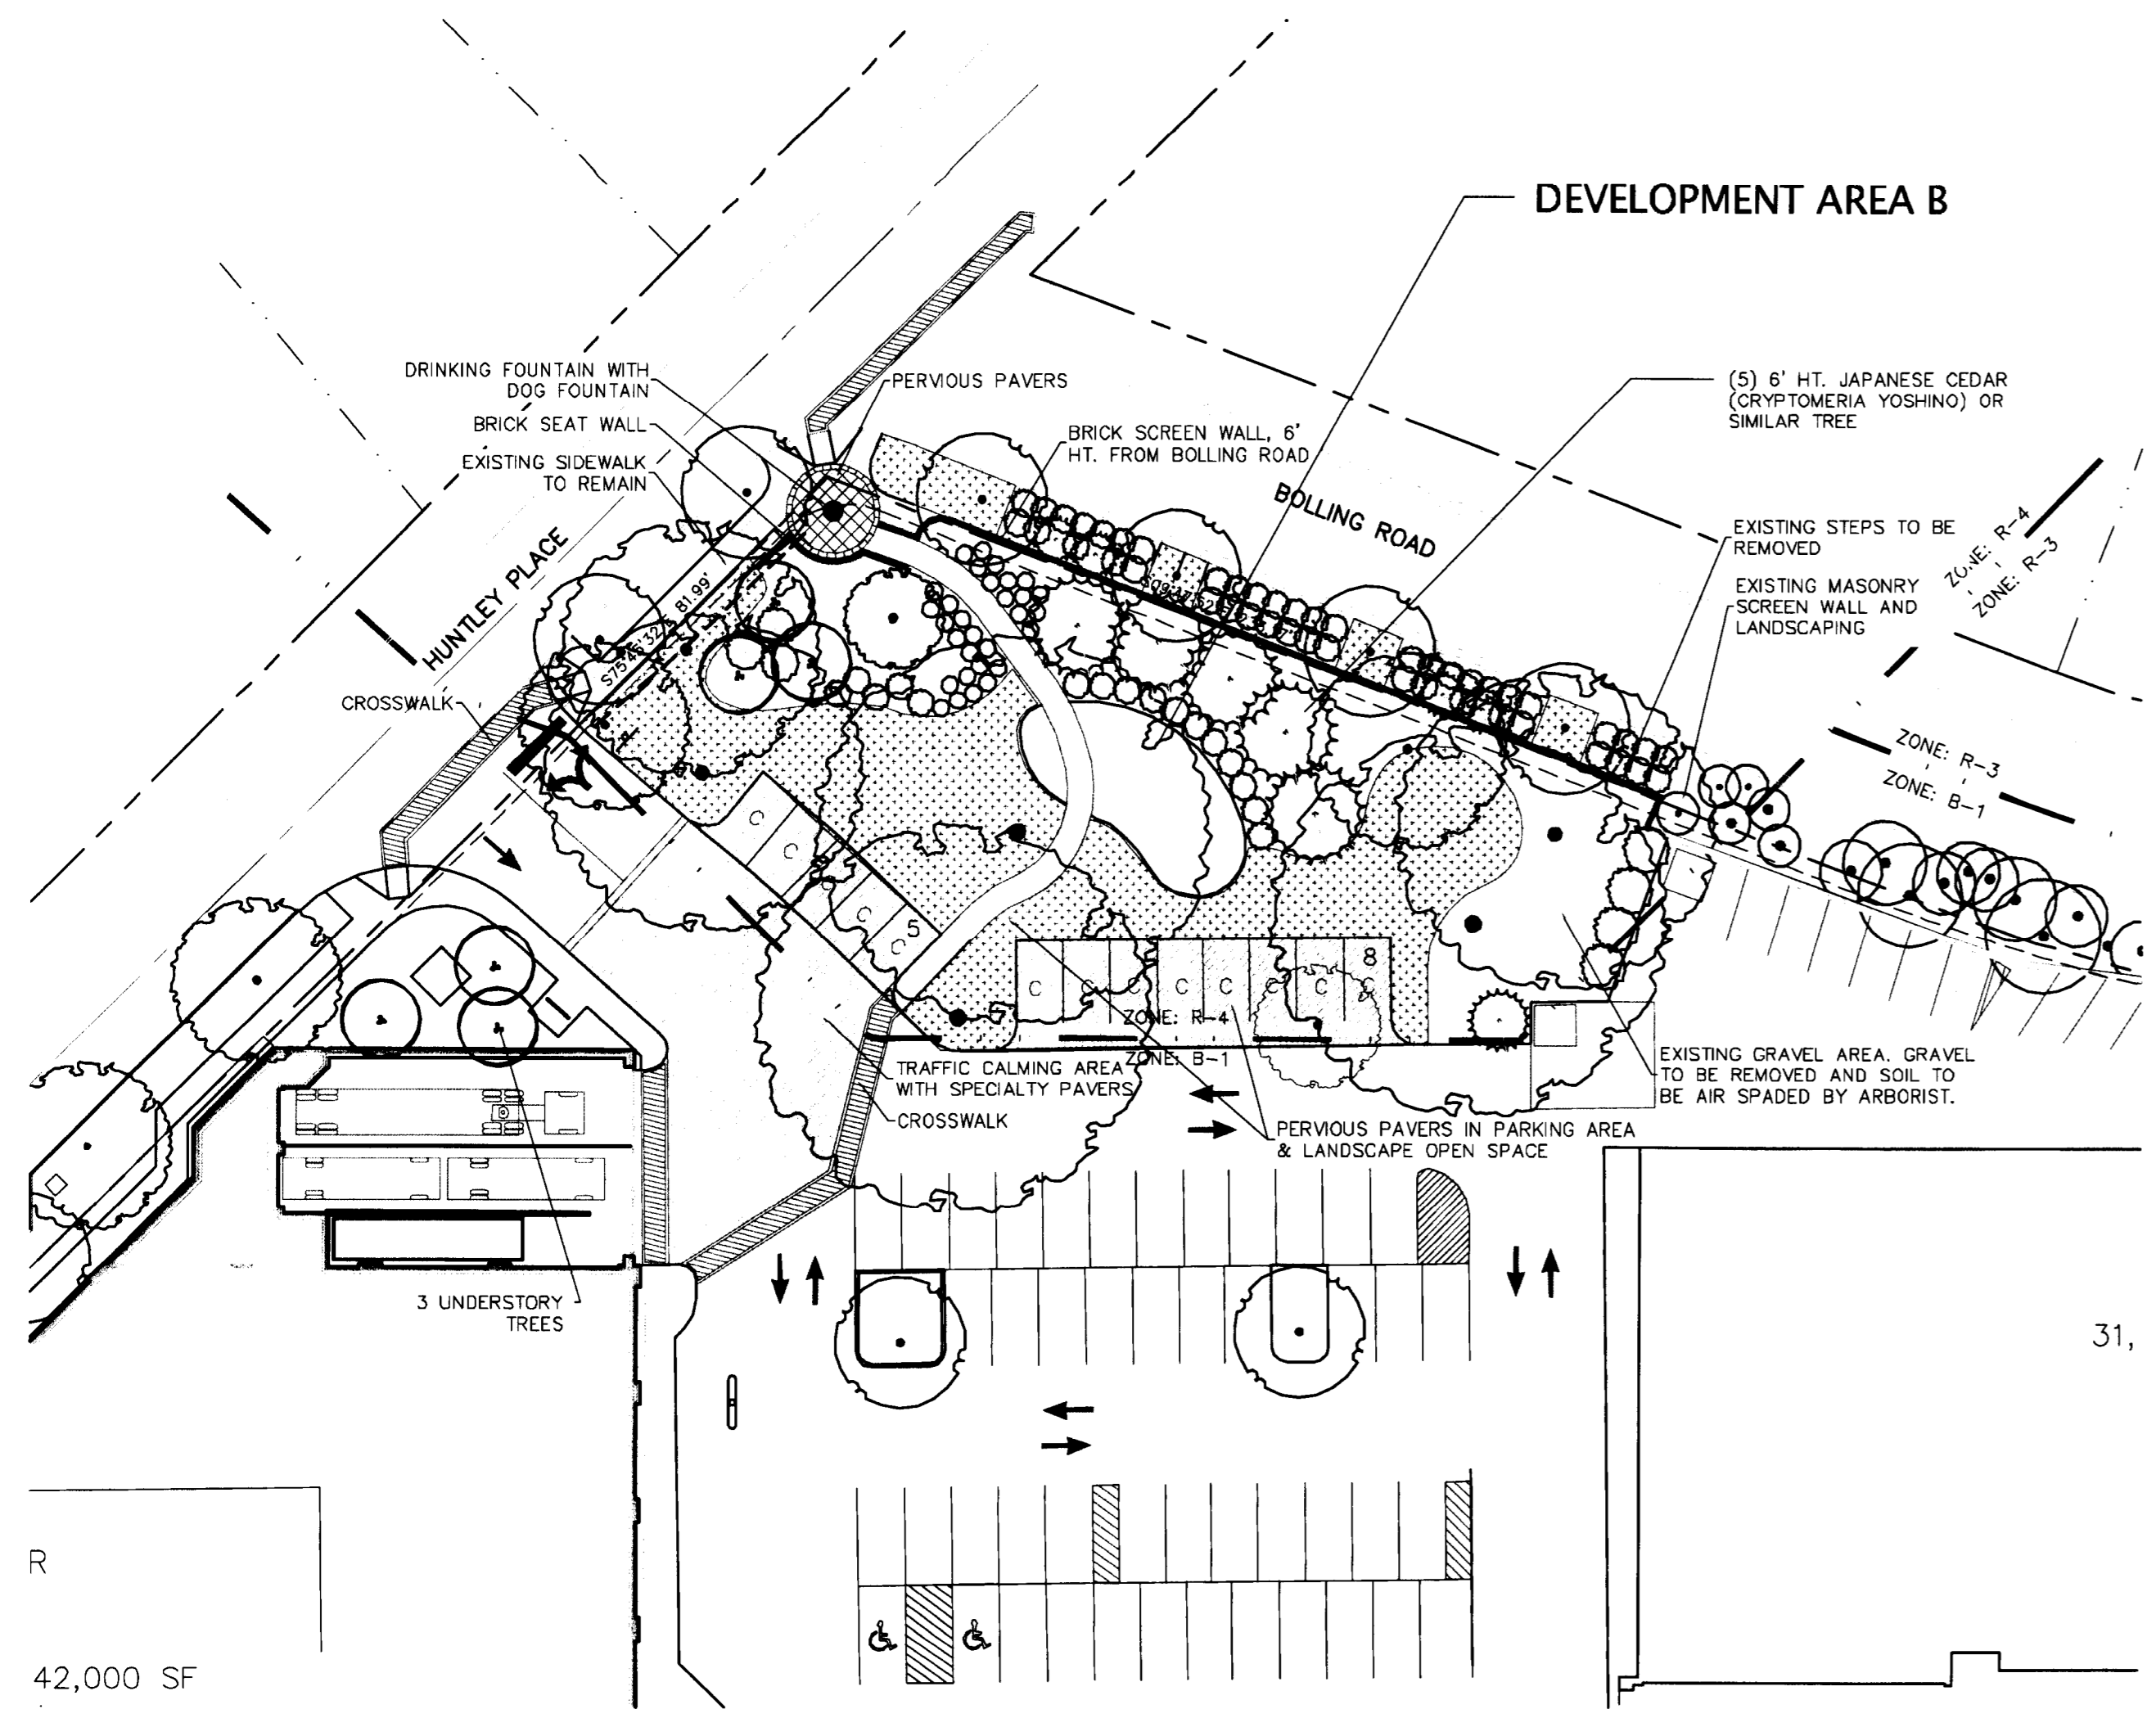 DEVELOPMENT AREA B
DRINKING FOUNTAIN WITH
DOG FOUNTAIN
PERVIOUS PAVERS
(5) 6' HT. JAPANESE CEDAR
(CRYPTOMERIA YOSHINO) OR
SIMILAR TREE
BRICK SEAT WALL
BRICK SCREEN WALL, 6'
HT. FROM BOLLING ROAD
EXISTING SIDEWALK
TO REMAIN
BOLLING ROAD
EXISTING STEPS TO BE
REMOVED
ZONE: R-4
ZONE: R-3
EXISTING MASONRY
SCREEN WALL AND
LANDSCAPING
HUNTLEY PLACE
81.99'
CROSSWALK
ZONE: R-3
ZONE: B-1
C
C
C
C
5
8
C
C
C
C
C
C
C
C
ZONE: R-4
ZONE: B-1
TRAFFIC CALMING AREA
WITH SPECIALTY PAVERS
CROSSWALK
EXISTING GRAVEL AREA. GRAVEL
TO BE REMOVED AND SOIL TO
BE AIR SPADED BY ARBORIST.
PERVIOUS PAVERS IN PARKING AREA
& LANDSCAPE OPEN SPACE
3 UNDERSTORY
TREES
31,
R
42,000 SF